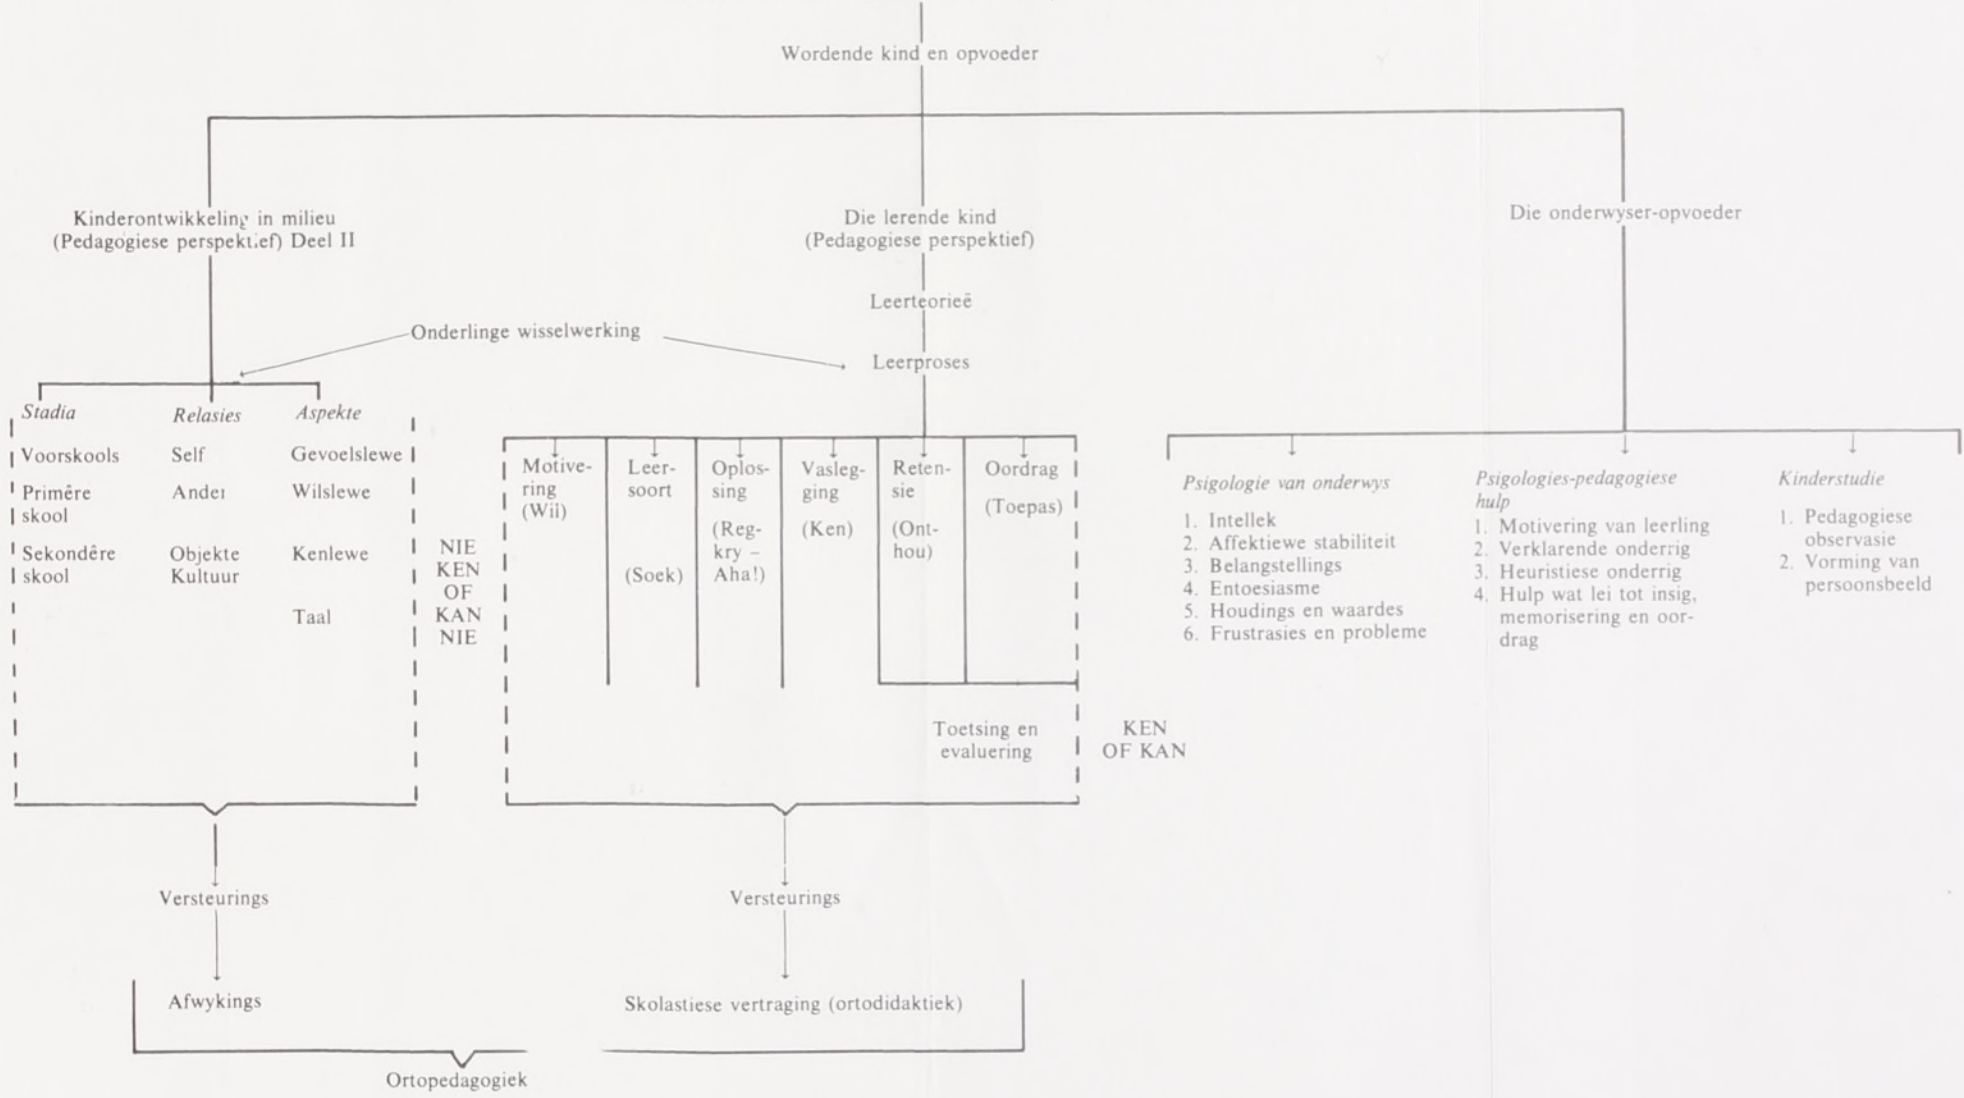 Wordende kind en opvoeder
Kinderontwikkeling in milieu
(Pedagogiese perspektief) Deel II
Die lerende kind
(Pedagogiese perspektief)
Die onderwyser-opvoeder
Leerteorieë
Onderlinge wisselwerking
Leerproses
Stadia
Voorskools
Primêre
skool
Sekondêre
skool
Relasies
Self
Ander
Objekte
Kultuur
Aspekte
Gevoelslewe
Wilslewe
Kenlewe
Taal
NIE
KEN
OF
KAN
NIE
Motive-
ring
(Wil)
Leer-
soort
(Soek)
Oplos-
sing
(Reg-
kry –
Aha!)
Vasleg-
ging
(Ken)
Reten-
sie
(Ont-
hou)
Oordrag
(Toepas)
Toetsing en
evaluering
KEN
OF KAN
Psigologie van onderwys
1. Intellek
2. Affektiewe stabiliteit
3. Belangstellings
4. Entoesiasme
5. Houdings en waardes
6. Frustrasies en probleme
Psigologies-pedagogiese
hulp
1. Motivering van leerling
2. Verklarende onderrig
3. Heuristiese onderrig
4. Hulp wat lei tot insig,
memorisering en oor-
drag
Kinderstudie
1. Pedagogiese
observasie
2. Vorming van
persoonsbeeld
Versteurings
Versteurings
Afwykings
Skolastiese vertraging (ortodidaktiek)
Ortopedagogiek